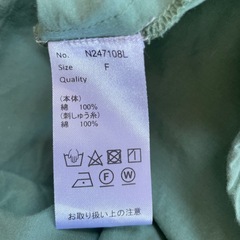 No. N247108L
Size F
Quality
(本体)
綿 100%
(刺しゅう糸)
綿 100%
F W
お取り扱い上の注意